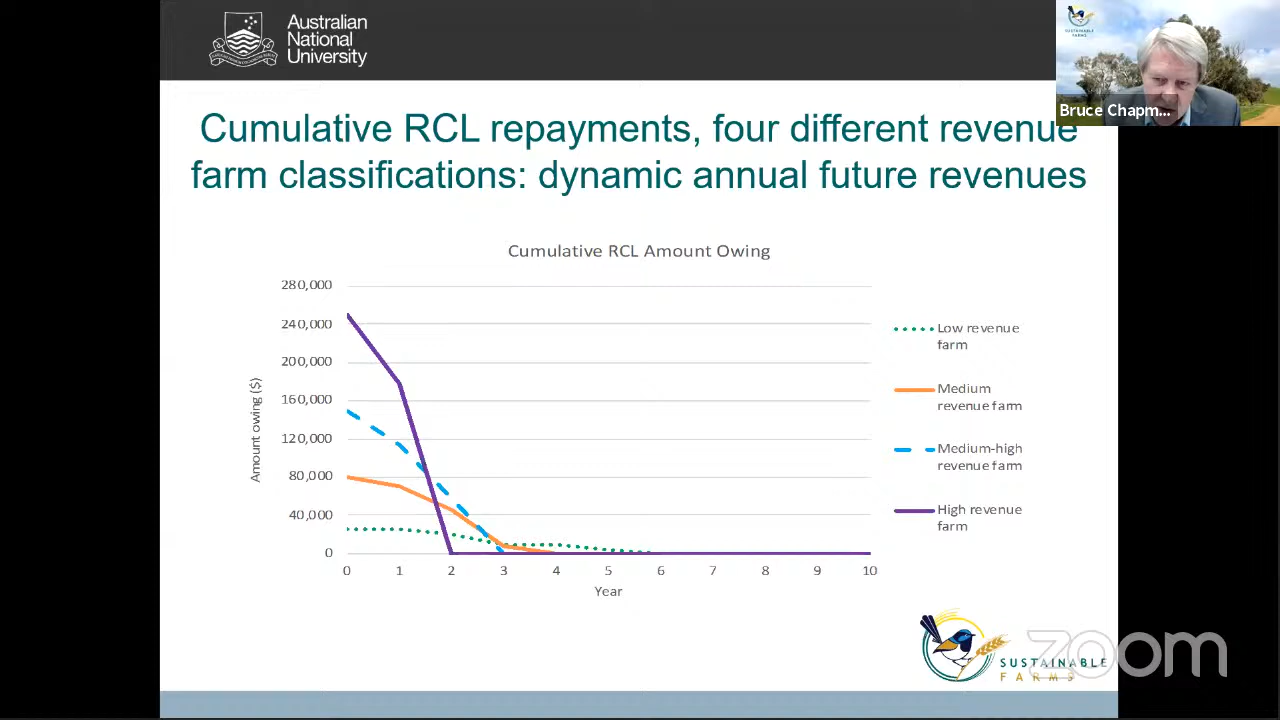 Australian
National
University
Bruce Chapm...
Cumulative RCL repayments, four different revenue
farm classifications: dynamic annual future revenues
Cumulative RCL Amount Owing
Amount owing ($)
280,000
240,000
200,000
160,000
120,000
80,000
40,000
0
0 1 2 3 4 5 6 7 8 9 10
Year
Low revenue
farm
Medium
revenue farm
Medium-high
revenue farm
High revenue
farm
SUSTAINABLE
FARMS
zoom
SUSTAINABLE
FARMS